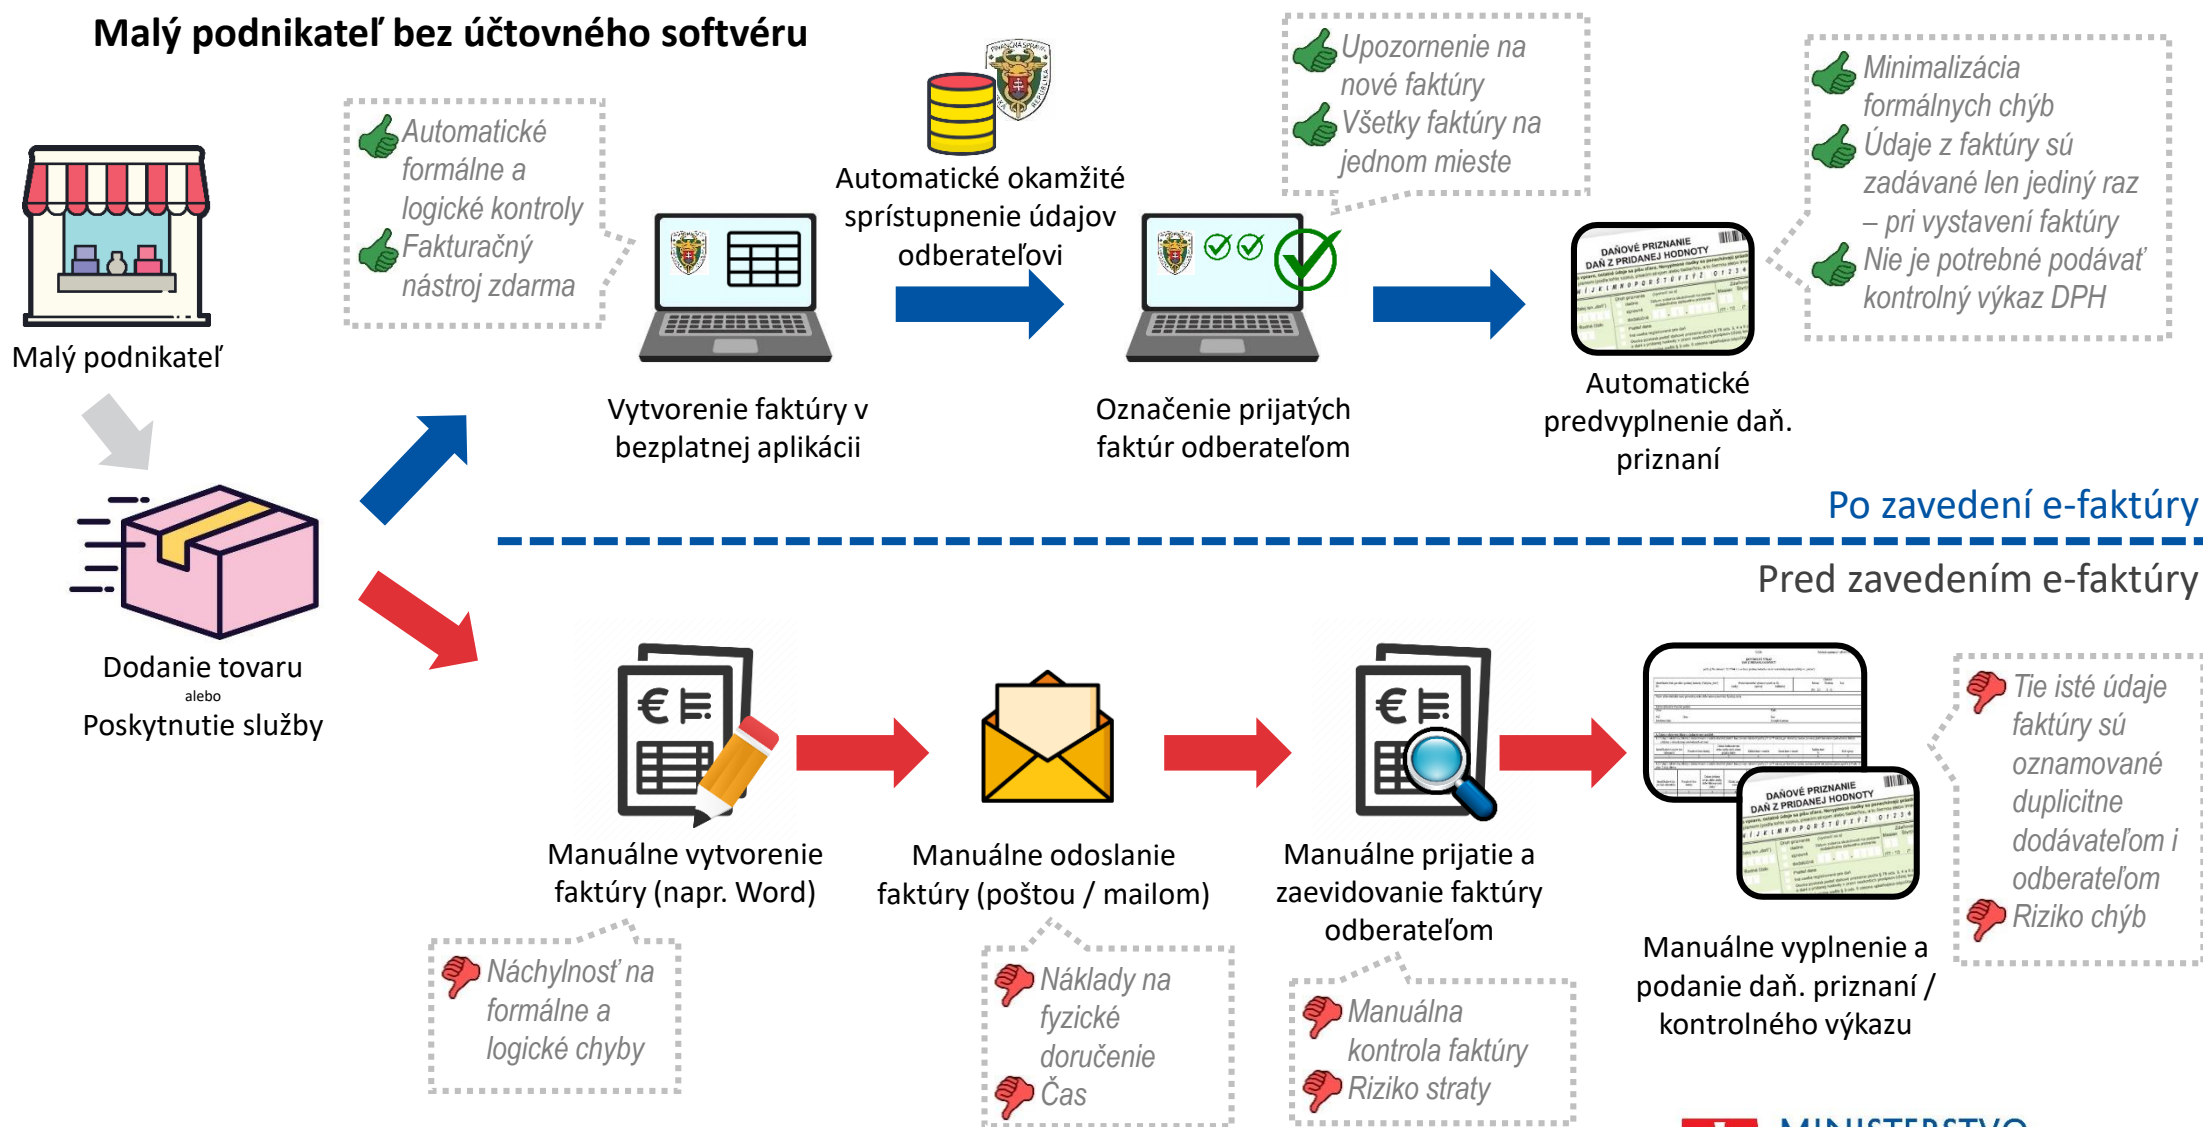 Malý podnikateľ bez účtovného softvéru
Malý podnikateľ
Dodanie tovaru
alebo
Poskytnutie služby
Automatické
formálne a
logické kontroly
Fakturačný
nástroj zdarma
Vytvorenie faktúry v
bezplatnej aplikácii
Automatické okamžité
sprístupnenie údajov
odberateľovi
Upozornenie na
nové faktúry
Všetky faktúry na
jednom mieste
Označenie prijatých
faktúr odberateľom
DAŇOVÉ PRIZNANIE
DAŇ Z PRIDANEJ HODNOTY
Automatické
predvyplnenie daň.
priznaní
Minimalizácia
formálnych chýb
Údaje z faktúry sú
zadávané len jediný raz
– pri vystavení faktúry
Nie je potrebné podávať
kontrolný výkaz DPH
Po zavedení e-faktúry
Pred zavedením e-faktúry
Manuálne vytvorenie
faktúry (napr. Word)
Náchylnosť na
formálne a
logické chyby
Manuálne odoslanie
faktúry (poštou / mailom)
Náklady na
fyzické
doručenie
Čas
Manuálne prijatie a
zaevidovanie faktúry
odberateľom
Manuálna
kontrola faktúry
Riziko straty
DAŇOVÉ PRIZNANIE
DAŇ Z PRIDANEJ HODNOTY
Manuálne vyplnenie a
podanie daň. priznaní /
kontrolného výkazu
Tie isté údaje
faktúry sú
oznamované
duplicitne
dodávateľom i
odberateľom
Riziko chýb
MINISTERSTVO